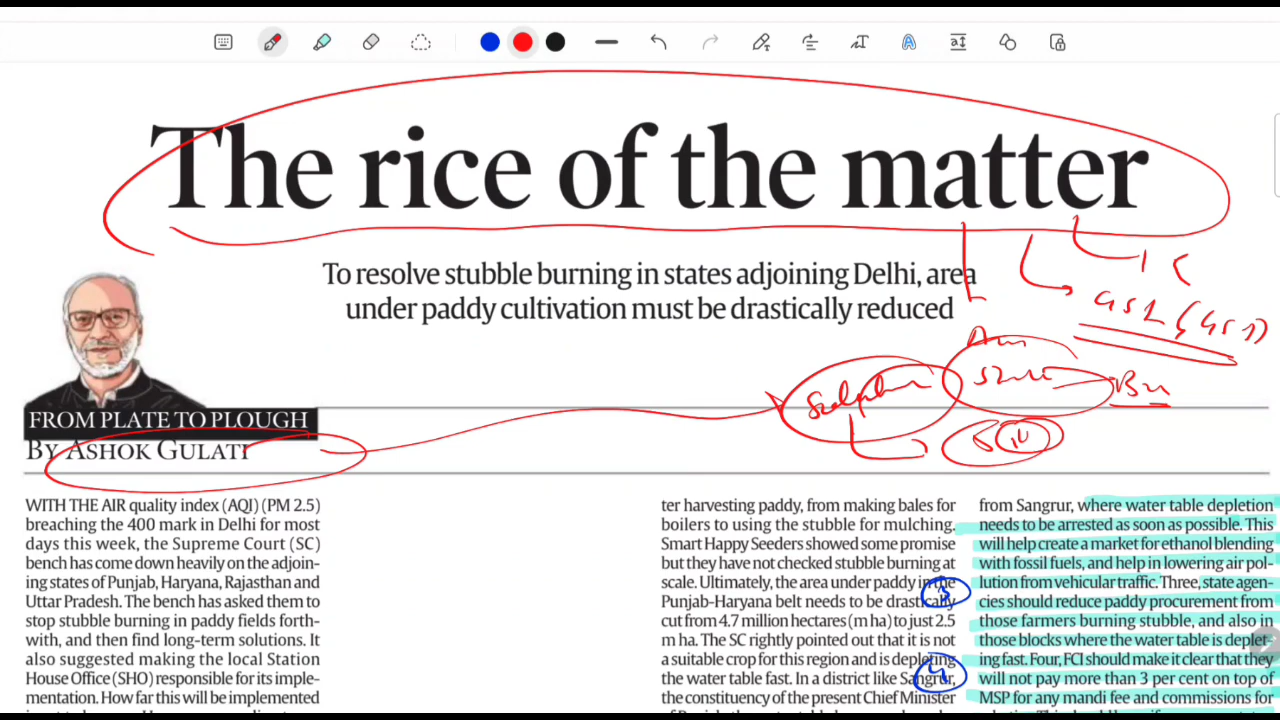 The rice of the matter
To resolve stubble burning in states adjoining Delhi, area
under paddy cultivation must be drastically reduced
FROM PLATE TO PLOUGH
BY ASHOK GULATI
WITH THE AIR quality index (AQI) (PM 2.5)
breaching the 400 mark in Delhi for most
days this week, the Supreme Court (SC)
bench has come down heavily on the adjoin-
ing states of Punjab, Haryana, Rajasthan and
Uttar Pradesh. The bench has asked them to
stop stubble burning in paddy fields forth-
with, and then find long-term solutions. It
also suggested making the local Station
House Office (SHO) responsible for its imple-
mentation. How far this will be implemented
ter harvesting paddy, from making bales for
boilers to using the stubble for mulching.
Smart Happy Seeders showed some promise
but they have not checked stubble burning at
scale. Ultimately, the area under paddy in the
Punjab-Haryana belt needs to be drastically
cut from 4.7 million hectares (m ha) to just 2.5
m ha. The SC rightly pointed out that it is not
a suitable crop for this region and is depleting
the water table fast. In a district like Sangrur,
the constituency of the present Chief Minister
3
4
from Sangrur, where water table depletion
needs to be arrested as soon as possible. This
will help create a market for ethanol blending
with fossil fuels, and help in lowering air pol-
lution from vehicular traffic. Three, state agen-
cies should reduce paddy procurement from
those farmers burning stubble, and also in
those blocks where the water table is deplet-
ing fast. Four, FCI should make it clear that they
will not pay more than 3 per cent on top of
MSP for any mandi fee and commissions for